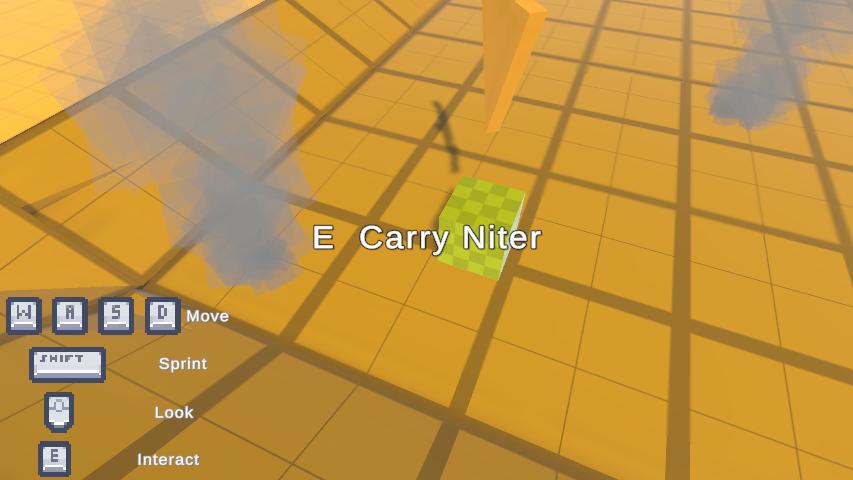 E Carry Niter
W A S D Move
SHIFT Sprint
Look
E Interact